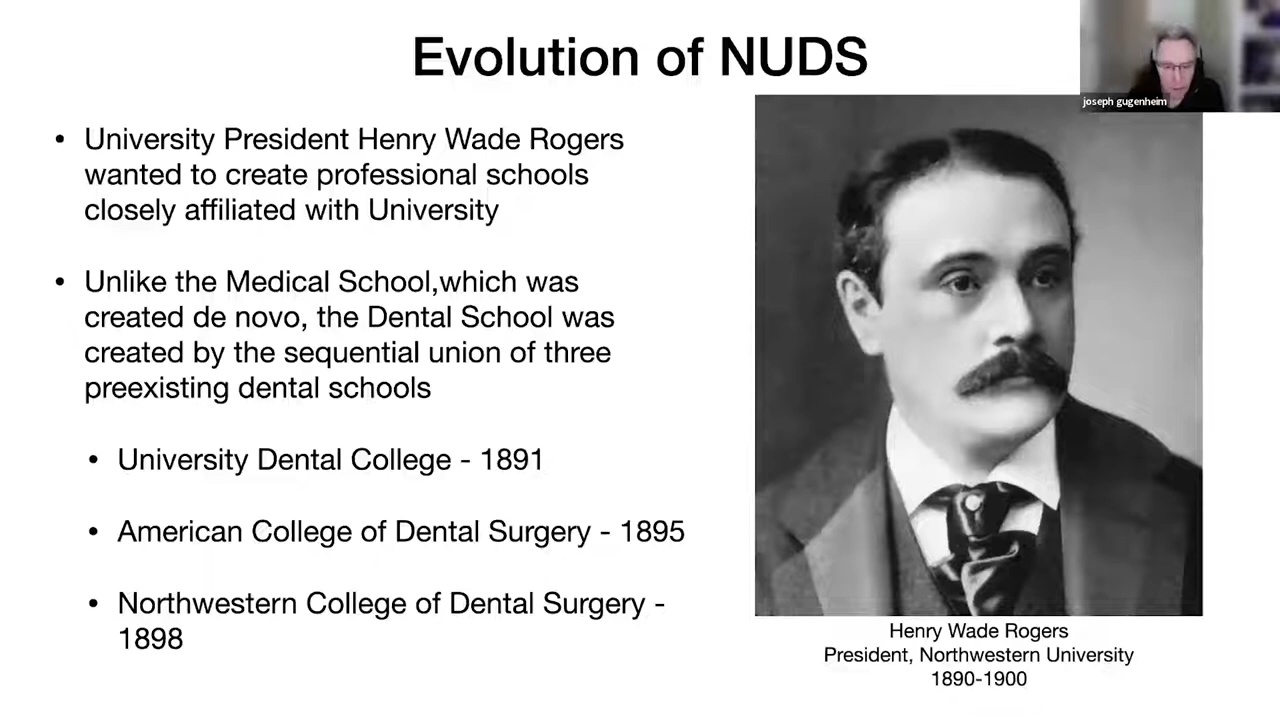 Evolution of NUDS
joseph gugenheim
• University President Henry Wade Rogers
wanted to create professional schools
closely affiliated with University
• Unlike the Medical School,which was
created de novo, the Dental School was
created by the sequential union of three
preexisting dental schools
• University Dental College - 1891
• American College of Dental Surgery - 1895
• Northwestern College of Dental Surgery -
1898
Henry Wade Rogers
President, Northwestern University
1890-1900